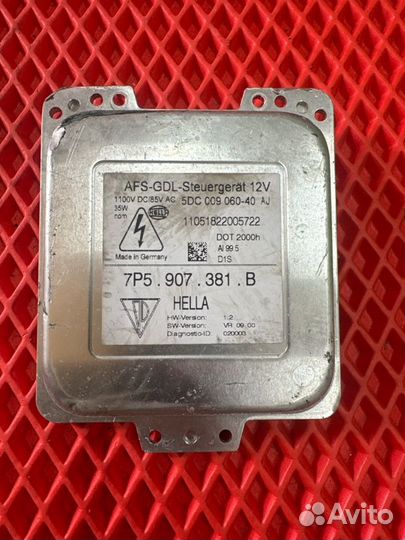 AFS-GDL-Steuergerät 12V
1100V DC/85V AC 5DC 009 060-40 AJ
35W
nom
11051822005722
DOT 2000h
Al 99.5
D1S
Made in Germany
7P5.907.381.B
HELLA
HW-Version: 1.2
SW-Version: VR 09.00
Diagnostic-ID: 020003
Avito